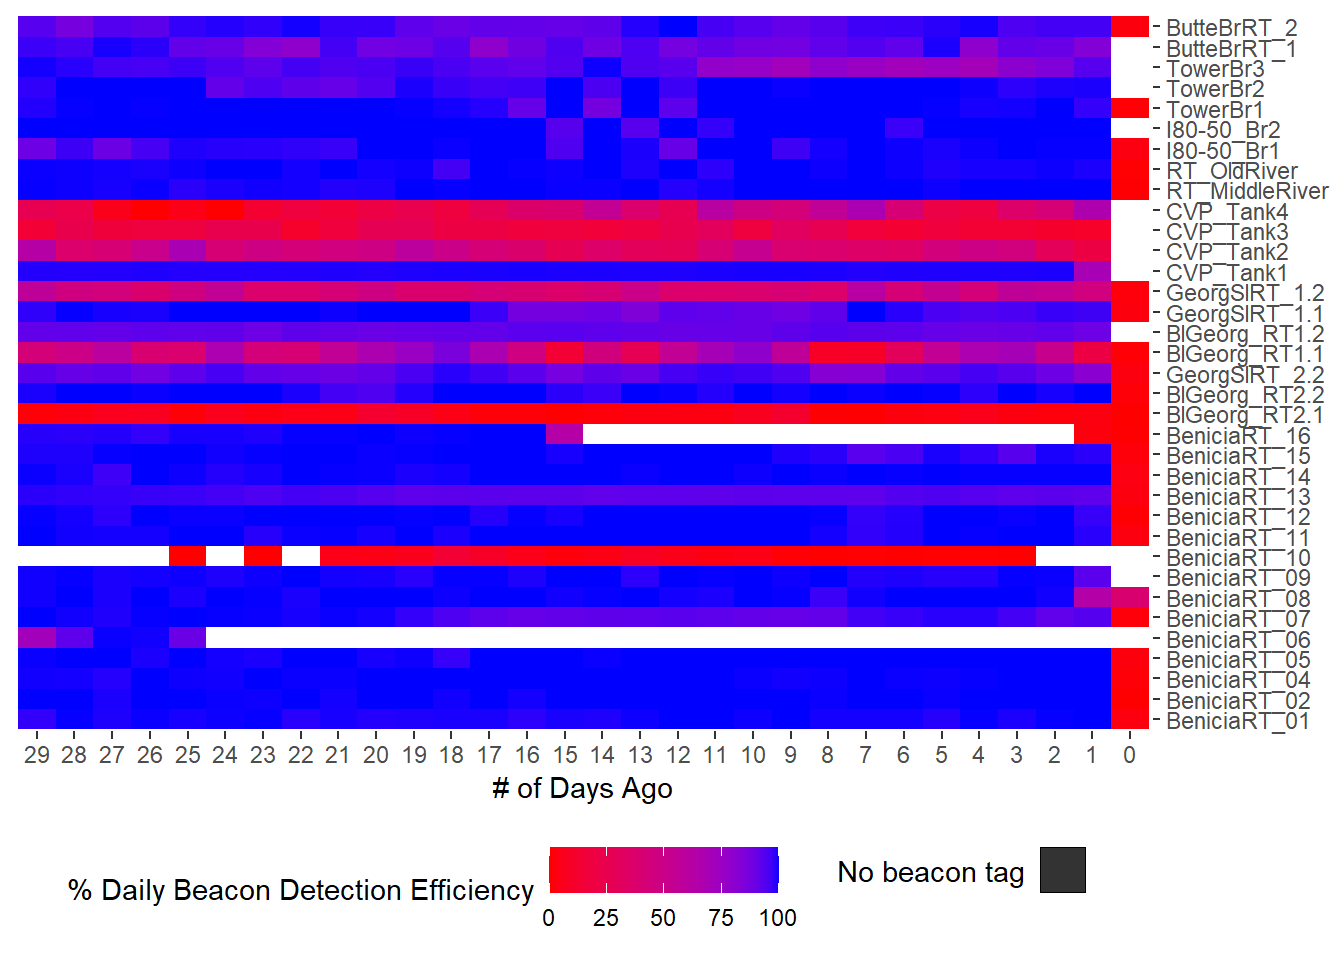 ButteBrRT_2
ButteBrRT_1
TowerBr3
TowerBr2
TowerBr1
I80-50_Br2
I80-50_Br1
RT_OldRiver
RT_MiddleRiver
CVP_Tank4
CVP_Tank3
CVP_Tank2
CVP_Tank1
GeorgSlRT_1.2
GeorgSlRT_1.1
BlGeorg_RT1.2
BlGeorg_RT1.1
GeorgSlRT_2.2
BlGeorg_RT2.2
BlGeorg_RT2.1
BeniciaRT_16
BeniciaRT_15
BeniciaRT_14
BeniciaRT_13
BeniciaRT_12
BeniciaRT_11
BeniciaRT_10
BeniciaRT_09
BeniciaRT_08
BeniciaRT_07
BeniciaRT_06
BeniciaRT_05
BeniciaRT_04
BeniciaRT_02
BeniciaRT_01
29 28 27 26 25 24 23 22 21 20 19 18 17 16 15 14 13 12 11 10 9 8 7 6 5 4 3 2 1 0
# of Days Ago
% Daily Beacon Detection Efficiency
0 25 50 75 100
No beacon tag